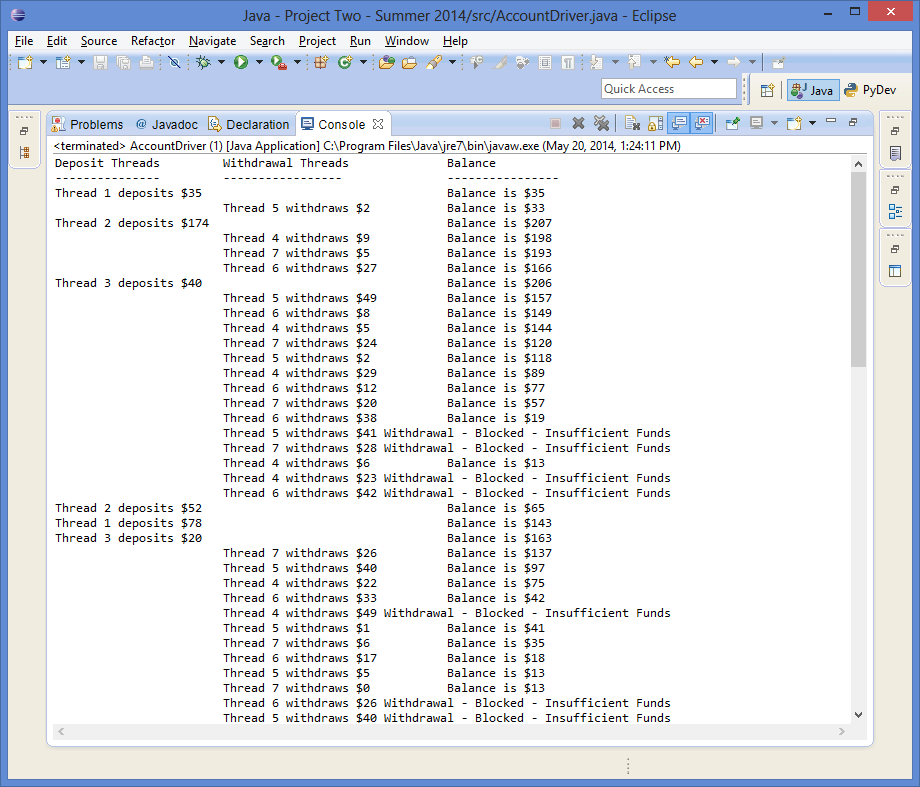 Java - Project Two - Summer 2014/src/AccountDriver.java - Eclipse
File Edit Source Refactor Navigate Search Project Run Window Help
Quick Access Java PyDev
Problems @ Javadoc Declaration Console
<terminated> AccountDriver (1) [Java Application] C:\Program Files\Java\jre7\bin\javaw.exe (May 20, 2014, 1:24:11 PM)
Deposit Threads Withdrawal Threads Balance
--------------- ----------------- ----------------
Thread 1 deposits $35 Balance is $35
Thread 5 withdraws $2 Balance is $33
Thread 2 deposits $174 Balance is $207
Thread 4 withdraws $9 Balance is $198
Thread 7 withdraws $5 Balance is $193
Thread 6 withdraws $27 Balance is $166
Thread 3 deposits $40 Balance is $206
Thread 5 withdraws $49 Balance is $157
Thread 6 withdraws $8 Balance is $149
Thread 4 withdraws $5 Balance is $144
Thread 7 withdraws $24 Balance is $120
Thread 5 withdraws $2 Balance is $118
Thread 4 withdraws $29 Balance is $89
Thread 6 withdraws $12 Balance is $77
Thread 7 withdraws $20 Balance is $57
Thread 6 withdraws $38 Balance is $19
Thread 5 withdraws $41 Withdrawal - Blocked - Insufficient Funds
Thread 7 withdraws $28 Withdrawal - Blocked - Insufficient Funds
Thread 4 withdraws $6 Balance is $13
Thread 4 withdraws $23 Withdrawal - Blocked - Insufficient Funds
Thread 6 withdraws $42 Withdrawal - Blocked - Insufficient Funds
Thread 2 deposits $52 Balance is $65
Thread 1 deposits $78 Balance is $143
Thread 3 deposits $20 Balance is $163
Thread 7 withdraws $26 Balance is $137
Thread 5 withdraws $40 Balance is $97
Thread 4 withdraws $22 Balance is $75
Thread 6 withdraws $33 Balance is $42
Thread 4 withdraws $49 Withdrawal - Blocked - Insufficient Funds
Thread 5 withdraws $1 Balance is $41
Thread 7 withdraws $6 Balance is $35
Thread 6 withdraws $17 Balance is $18
Thread 5 withdraws $5 Balance is $13
Thread 7 withdraws $0 Balance is $13
Thread 6 withdraws $26 Withdrawal - Blocked - Insufficient Funds
Thread 5 withdraws $40 Withdrawal - Blocked - Insufficient Funds